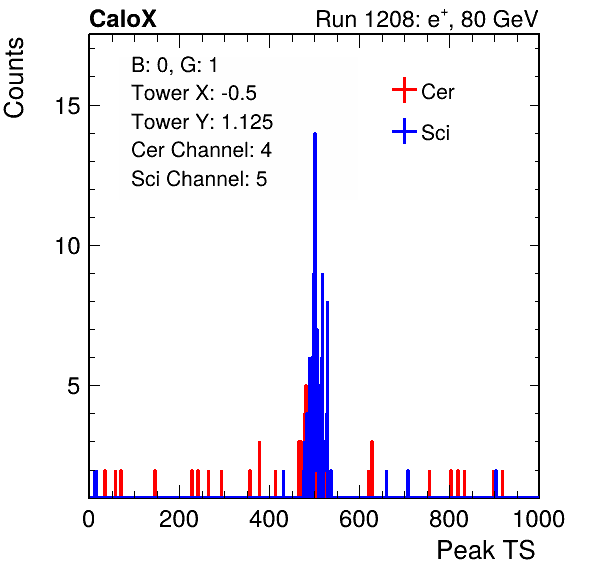 CaloX
Run 1208: e⁺, 80 GeV
Counts
B: 0, G: 1
Tower X: -0.5
Tower Y: 1.125
Cer Channel: 4
Sci Channel: 5
Cer
Sci
15
10
5
0 200 400 600 800 1000
Peak TS